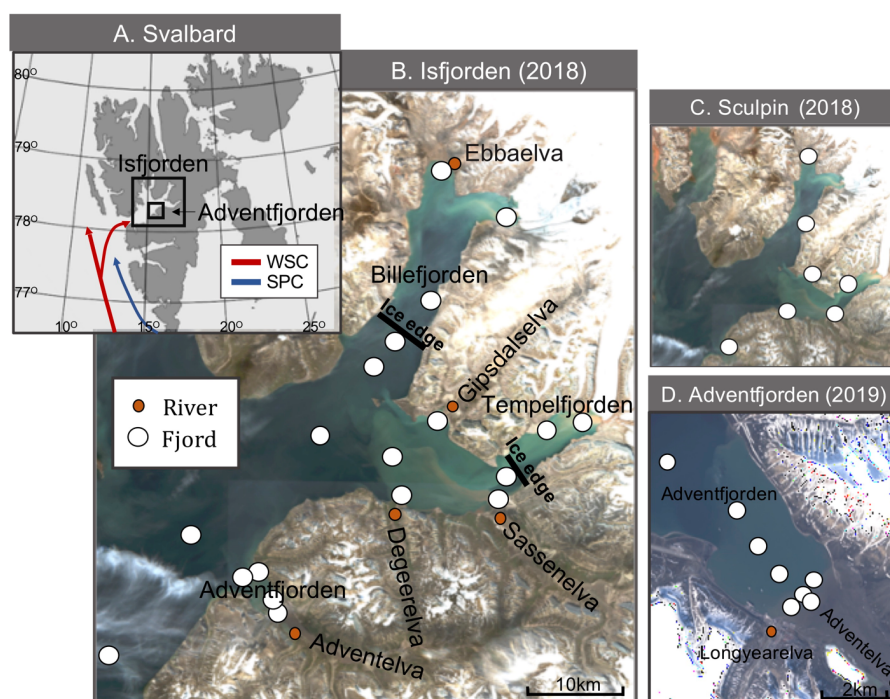 A. Svalbard
80°
79°
78°
77°
10°
15°
20°
25°
Isfjorden
Adventfjorden
WSC
SPC
B. Isfjorden (2018)
Ebbaelva
Billefjorden
Ice edge
Gipsdalselva
Tempelfjorden
Ice edge
River
Fjord
Degeerelva
Sassenelva
Adventfjorden
Adventelva
10km
C. Sculpin (2018)
D. Adventfjorden (2019)
Adventfjorden
Adventelva
Longyearelva
2km